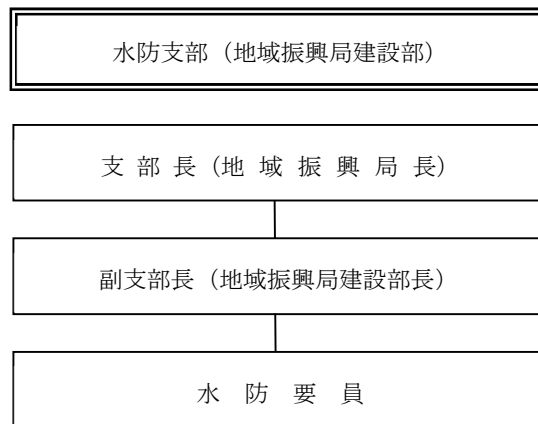 水防支部（地域振興局建設部）
支 部 長（地 域 振 興 局 長）
副支部長（地域振興局建設部長）
水 防 要 員